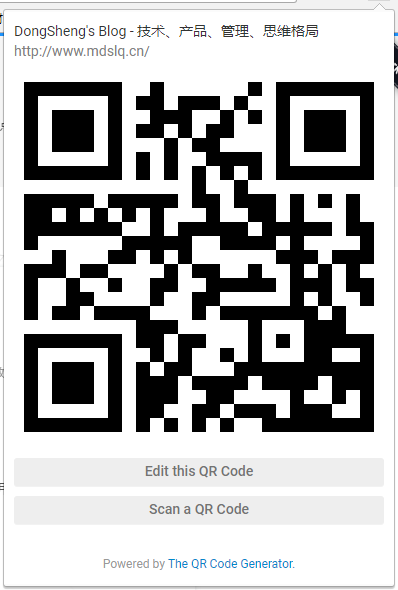 DongSheng's Blog - 技术、产品、管理、思维格局
http://www.mdslq.cn/
Edit this QR Code
Scan a QR Code
Powered by The QR Code Generator.